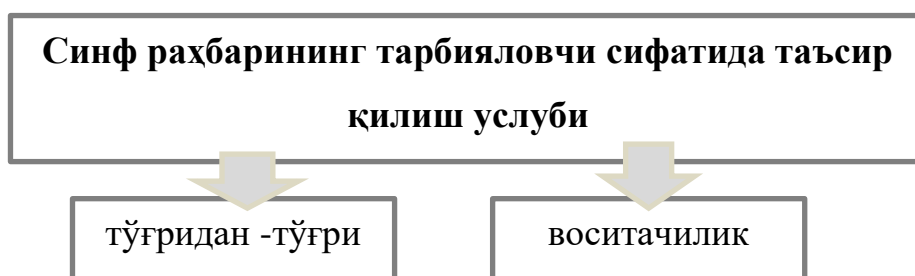 Синф раҳбарининг тарбияловчи сифатида таъсир
қилиш услуби
тўғридан -тўғри
воситачилик